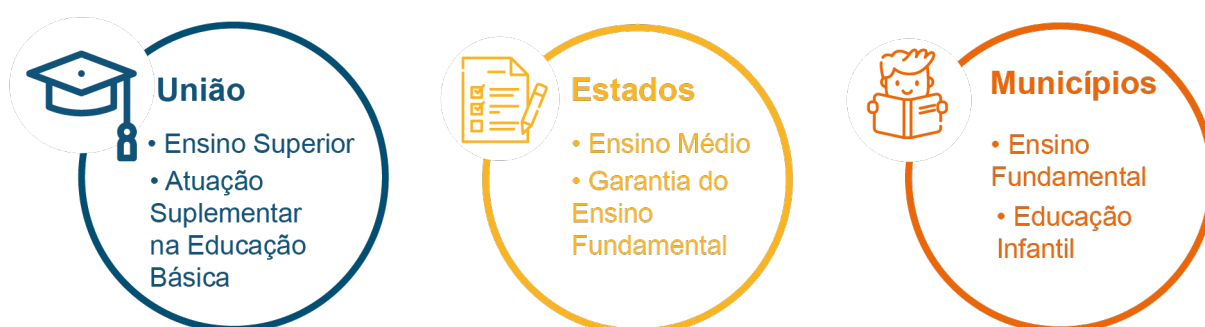 União
• Ensino Superior
• Atuação
Suplementar
na Educação
Básica
Estados
• Ensino Médio
• Garantia do
Ensino
Fundamental
Municípios
• Ensino
Fundamental
• Educação
Infantil